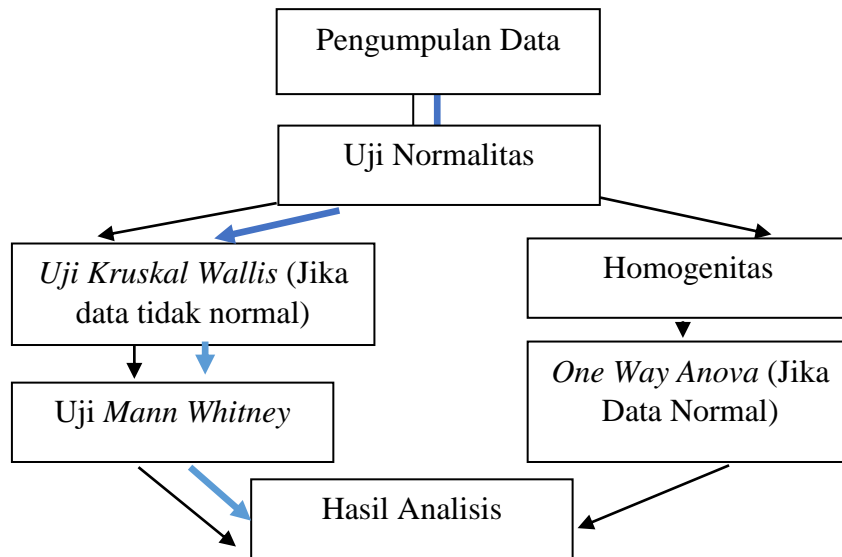 Pengumpulan Data
Uji Normalitas
Uji Kruskal Wallis (Jika
data tidak normal)
Homogenitas
One Way Anova (Jika
Data Normal)
Uji Mann Whitney
Hasil Analisis